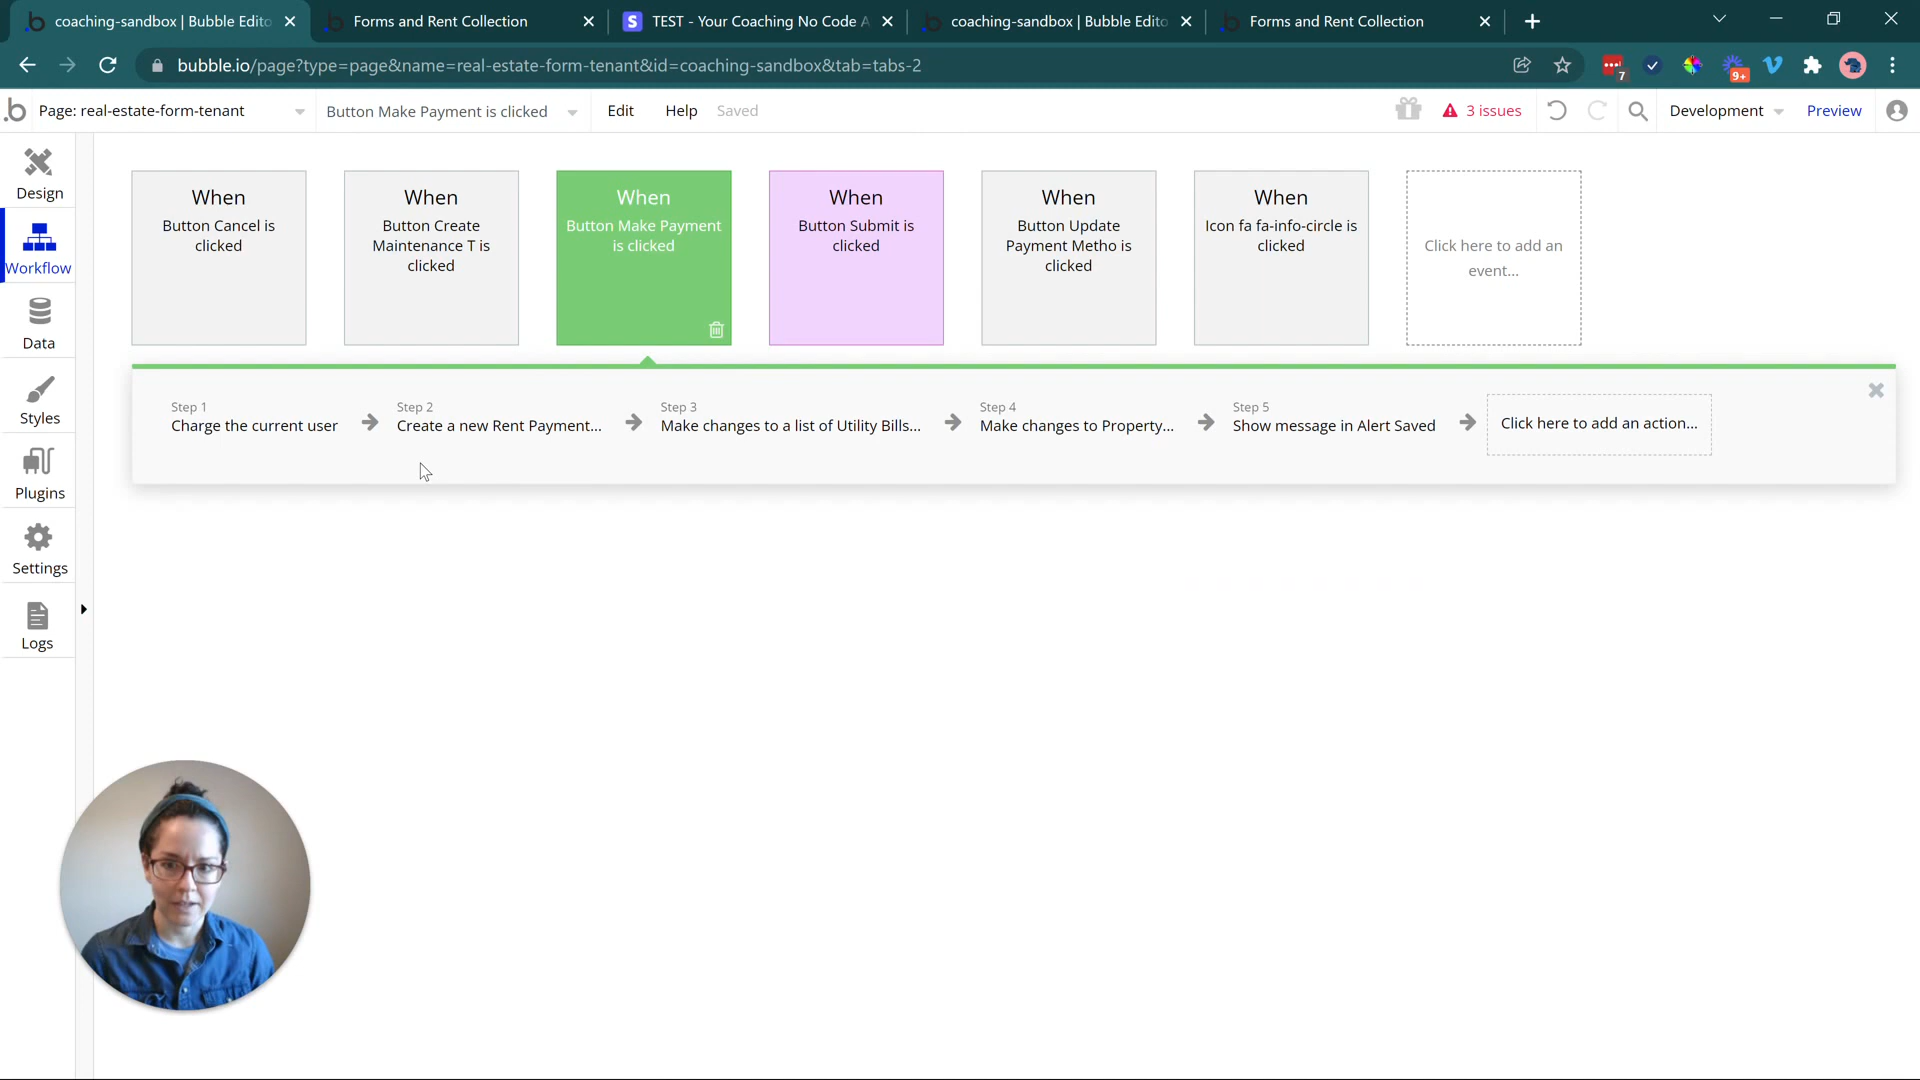 coaching-sandbox | Bubble Edito
Forms and Rent Collection
S
TEST - Your Coaching No Code A
coaching-sandbox | Bubble Edito
Forms and Rent Collection
bubble.io/page?type=page&name=real-estate-form-tenant&id=coaching-sandbox&tab=tabs-2
7
9+
Page: real-estate-form-tenant
Button Make Payment is clicked
Edit
Help
Saved
3 issues
Development
Preview
Design
Workflow
Data
Styles
Plugins
Settings
Logs
When
Button Cancel is
clicked
When
Button Create
Maintenance T is
clicked
When
Button Make Payment
is clicked
When
Button Submit is
clicked
When
Button Update
Payment Metho is
clicked
When
Icon fa fa-info-circle is
clicked
Click here to add an
event...
Step 1
Charge the current user
Step 2
Create a new Rent Payment...
Step 3
Make changes to a list of Utility Bills...
Step 4
Make changes to Property...
Step 5
Show message in Alert Saved
Click here to add an action...